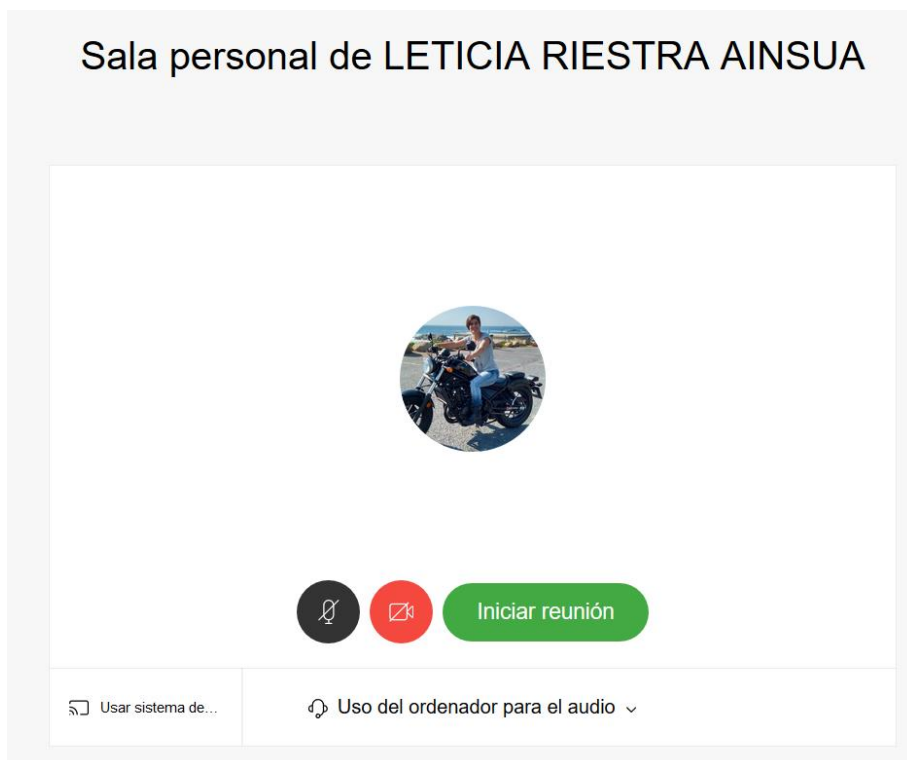 Sala personal de LETICIA RIESTRA AINSUA
Iniciar reunión
Usar sistema de...
Uso del ordenador para el audio